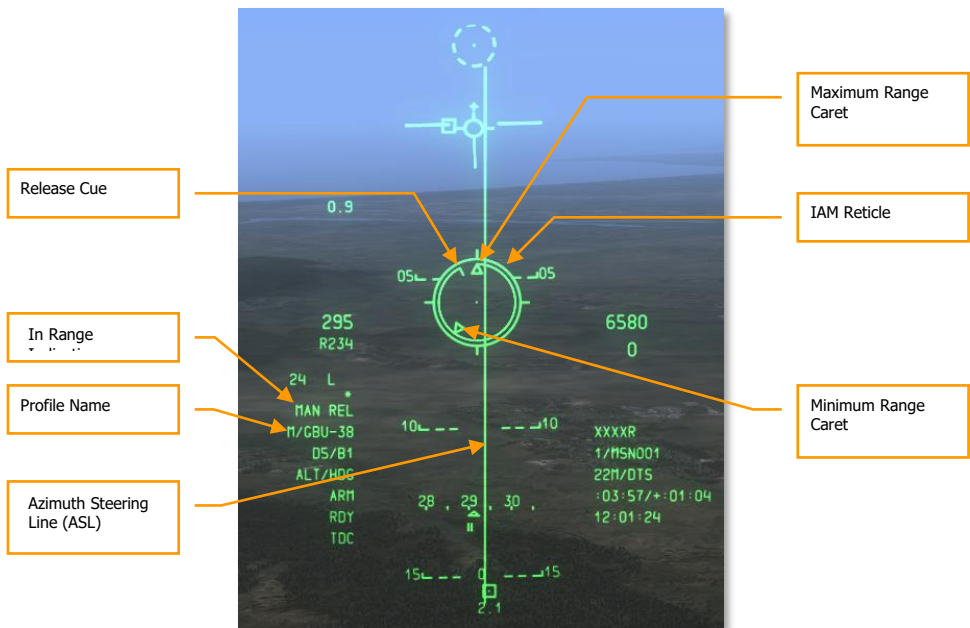 Maximum Range
Caret
Release Cue
IAM Reticle
0.9
05
05
295
6580
R234
0
In Range
24 L
MAN REL
Profile Name
M/GBU-38
Minimum Range
Caret
10
10
XXXXR
D5/B1
1/MSN001
ALT/HDG
22M/DTS
Azimuth Steering
Line (ASL)
ARM
28 . 29 . 30 .
:03:57/+:01:04
RDY
12:01:24
TDC
15
0
15
2.1